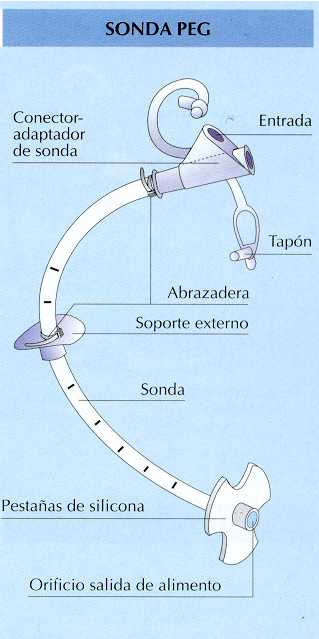 SONDA PEG
Conector-
adaptador
de sonda
Entrada
Tapón
Abrazadera
Soporte externo
Sonda
Pestañas de silicona
Orificio salida de alimento